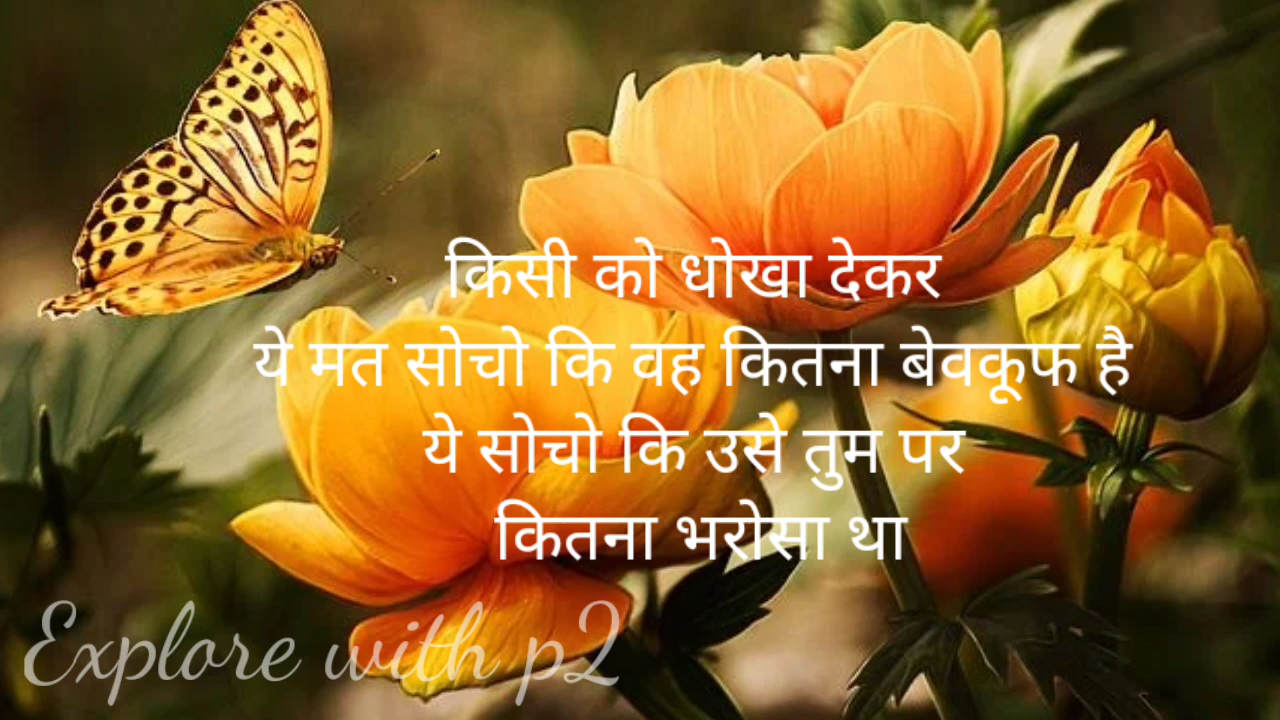 किसी को धोखा देकर
ये मत सोचो कि वह कितना बेवकूफ है
ये सोचो कि उसे तुम पर
कितना भरोसा था
Explore with p2